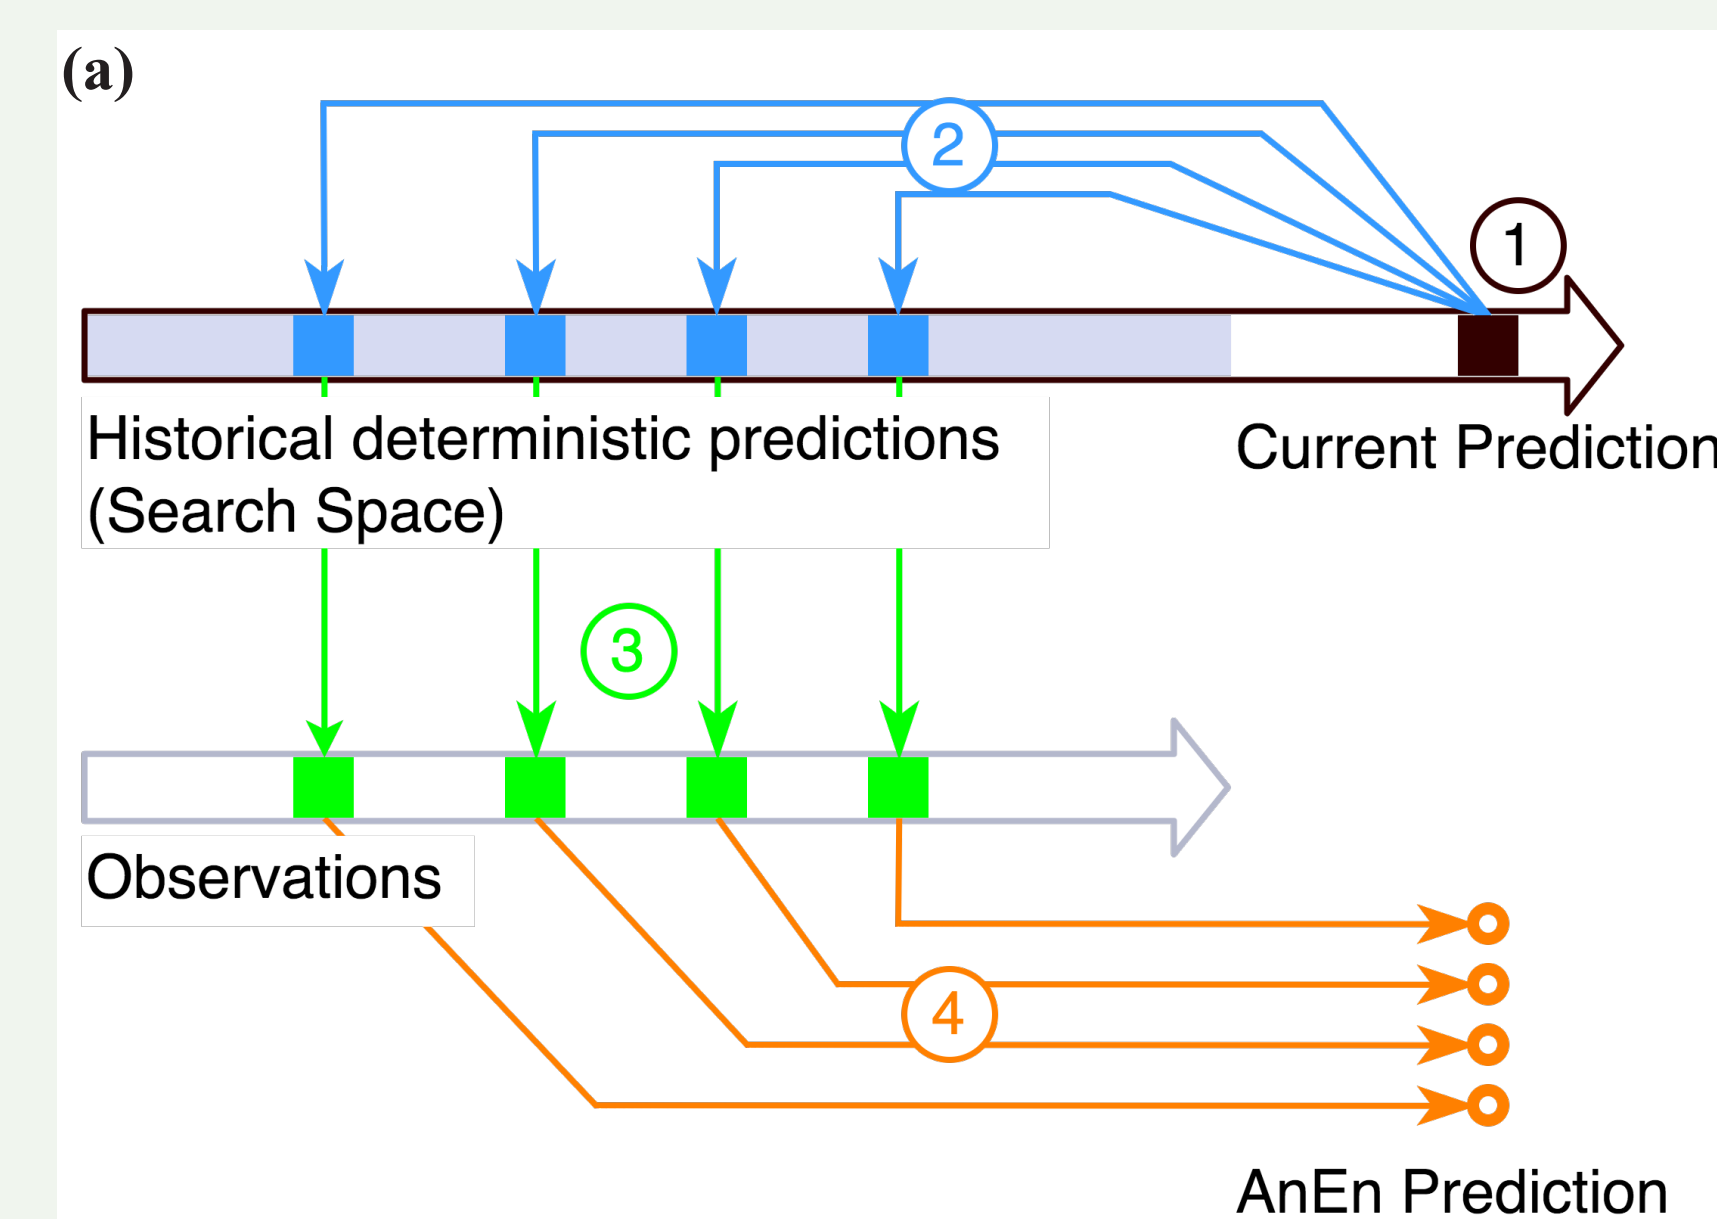 (a)
2
1
Historical deterministic predictions
(Search Space)
Current Prediction
3
Observations
4
AnEn Prediction